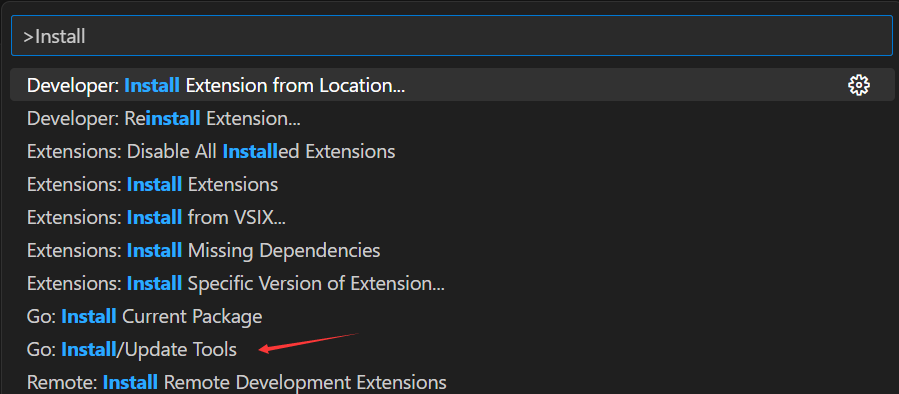 >Install
Developer: Install Extension from Location...
Developer: Reinstall Extension...
Extensions: Disable All Installed Extensions
Extensions: Install Extensions
Extensions: Install from VSIX...
Extensions: Install Missing Dependencies
Extensions: Install Specific Version of Extension...
Go: Install Current Package
Go: Install/Update Tools
Remote: Install Remote Development Extensions